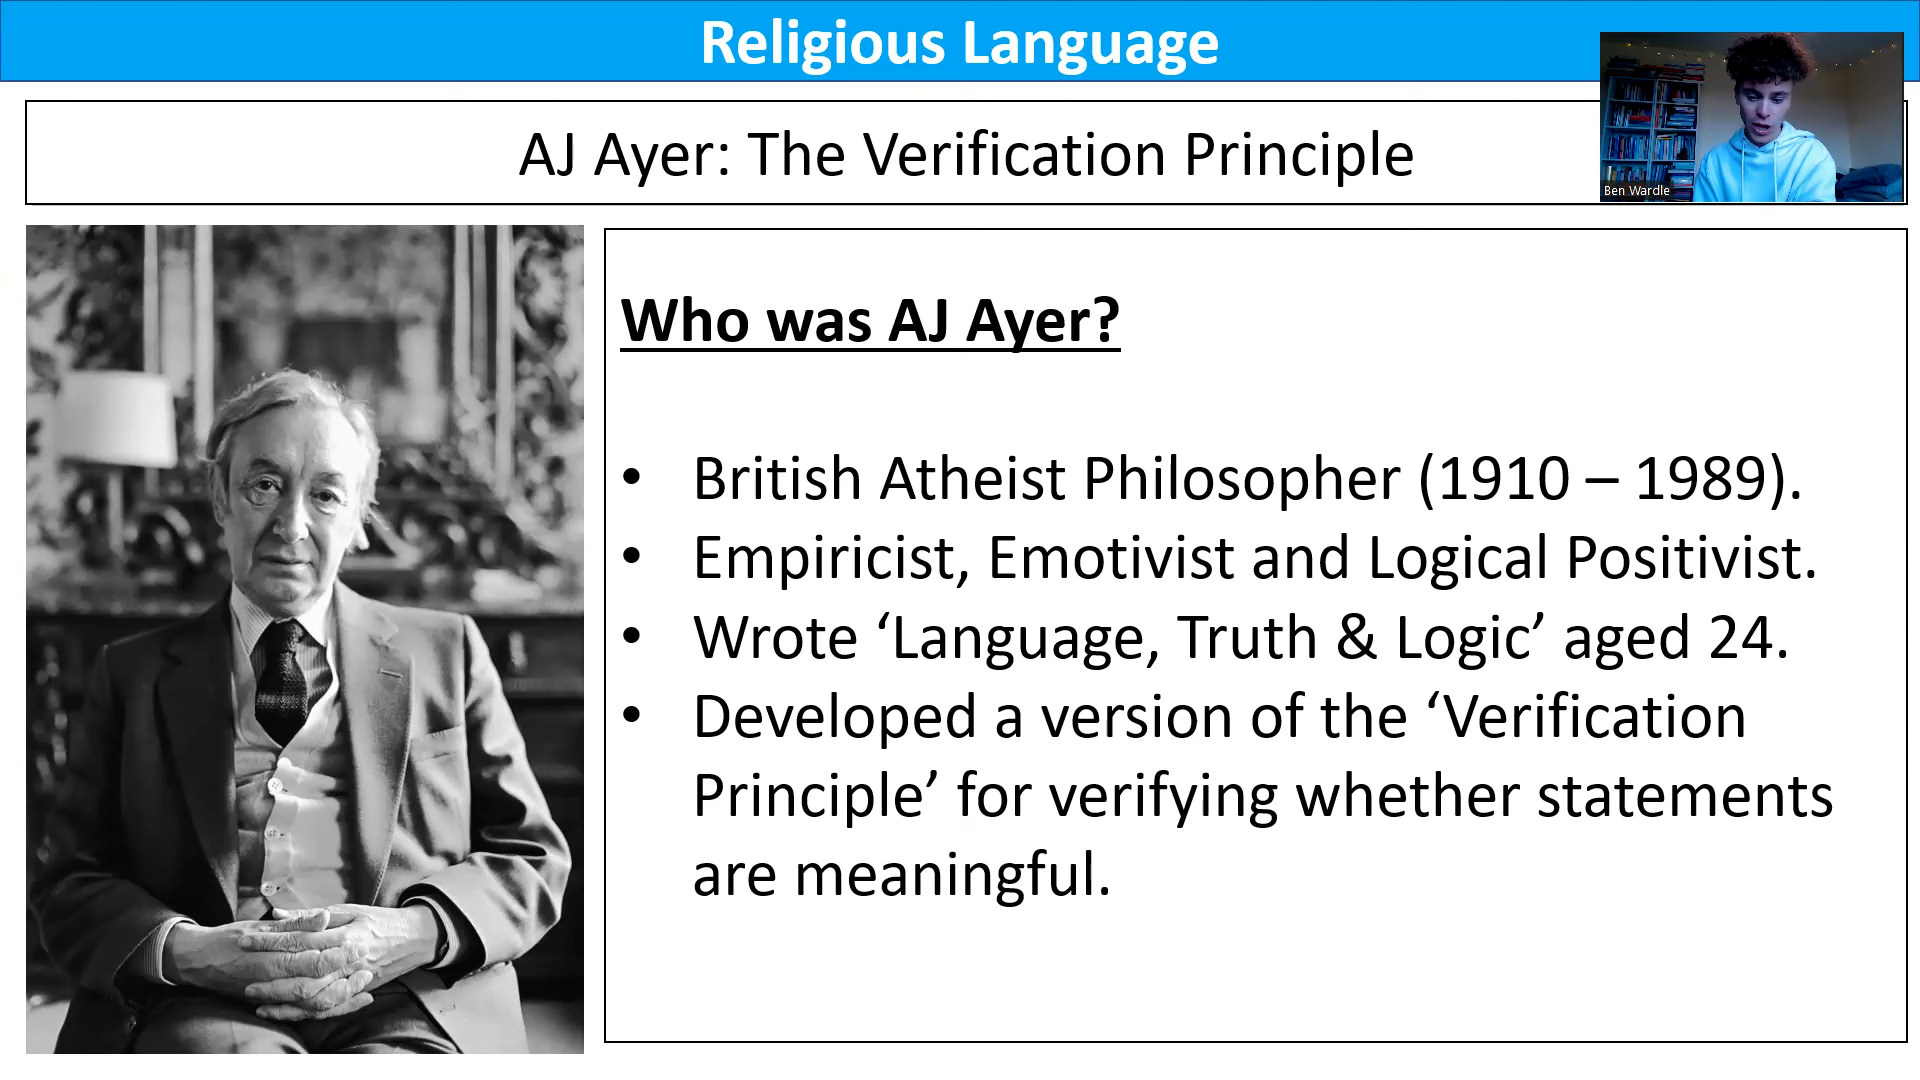 Religious Language
AJ Ayer: The Verification Principle
Ben Wardle
Who was AJ Ayer?
• British Atheist Philosopher (1910 – 1989).
• Empiricist, Emotivist and Logical Positivist.
• Wrote ‘Language, Truth & Logic’ aged 24.
• Developed a version of the ‘Verification
Principle’ for verifying whether statements
are meaningful.